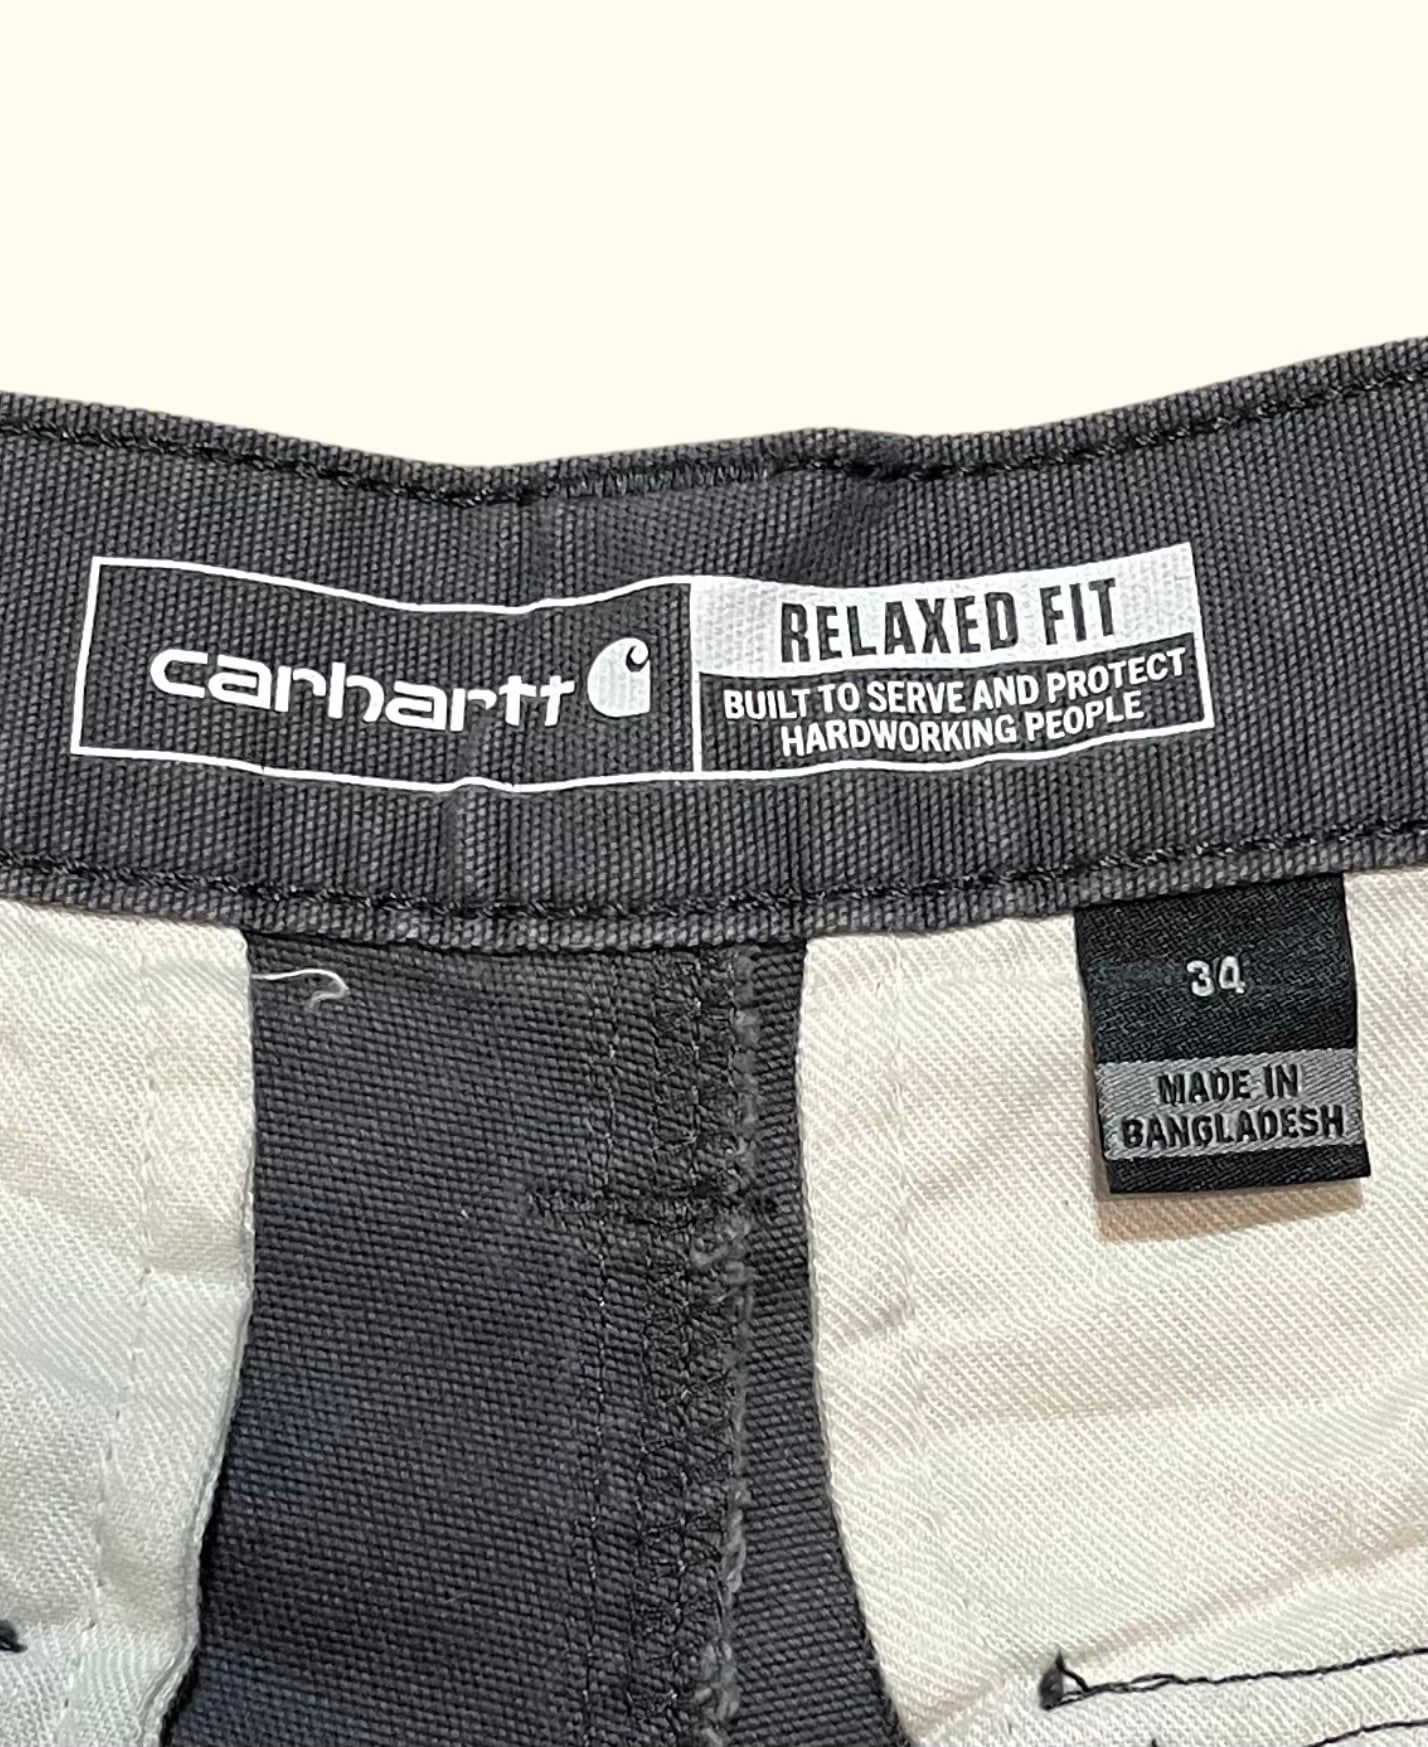 carhartt
RELAXED FIT
BUILT TO SERVE AND PROTECT
HARDWORKING PEOPLE
34
MADE IN
BANGLADESH